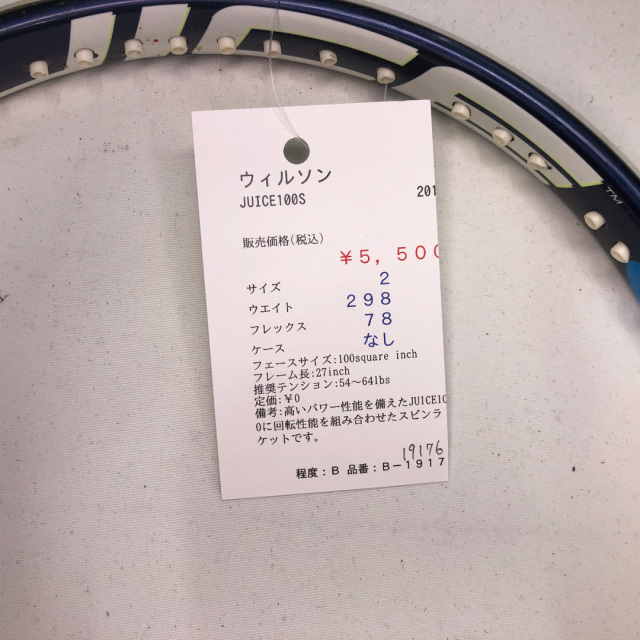 ウィルソン
JUICE100S
201
販売価格(税込)
￥５，５００
サイズ 2
ウエイト 298
フレックス 78
ケース なし
フェースサイズ:100square inch
フレーム長:27inch
推奨テンション:54～64lbs
定価:￥0
備考:高いパワー性能を備えたJUICE10
0に回転性能を組み合わせたスピンラ
ケットです。
19176
程度：Ｂ 品番：Ｂ－１９１７
TM